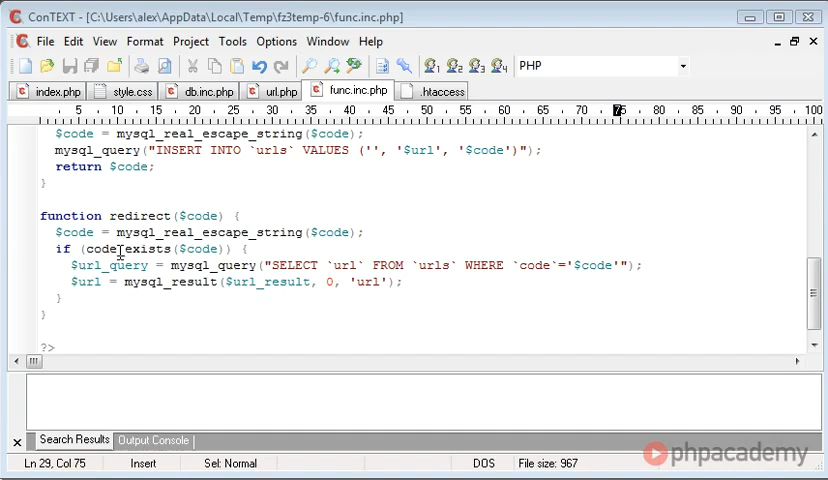 ConTEXT - [C:\Users\alex\AppData\Local\Temp\fz3temp-6\func.inc.php]
File Edit View Format Project Tools Options Window Help
1 2 3 4 PHP
index.php style.css db.inc.php url.php func.inc.php .htaccess
5 10 15 20 25 30 35 40 45 50 55 60 65 70 75 80 85 90 95 100
$code = mysql_real_escape_string($code);
mysql_query("INSERT INTO `urls` VALUES ('', '$url', '$code')");
return $code;
}
function redirect($code) {
$code = mysql_real_escape_string($code);
if (code_exists($code)) {
$url_query = mysql_query("SELECT `url` FROM `urls` WHERE `code`='$code'");
$url = mysql_result($url_result, 0, 'url');
}
}
?>
Search Results Output Console
phpacademy
Ln 29, Col 75 Insert Sel: Normal DOS File size: 967